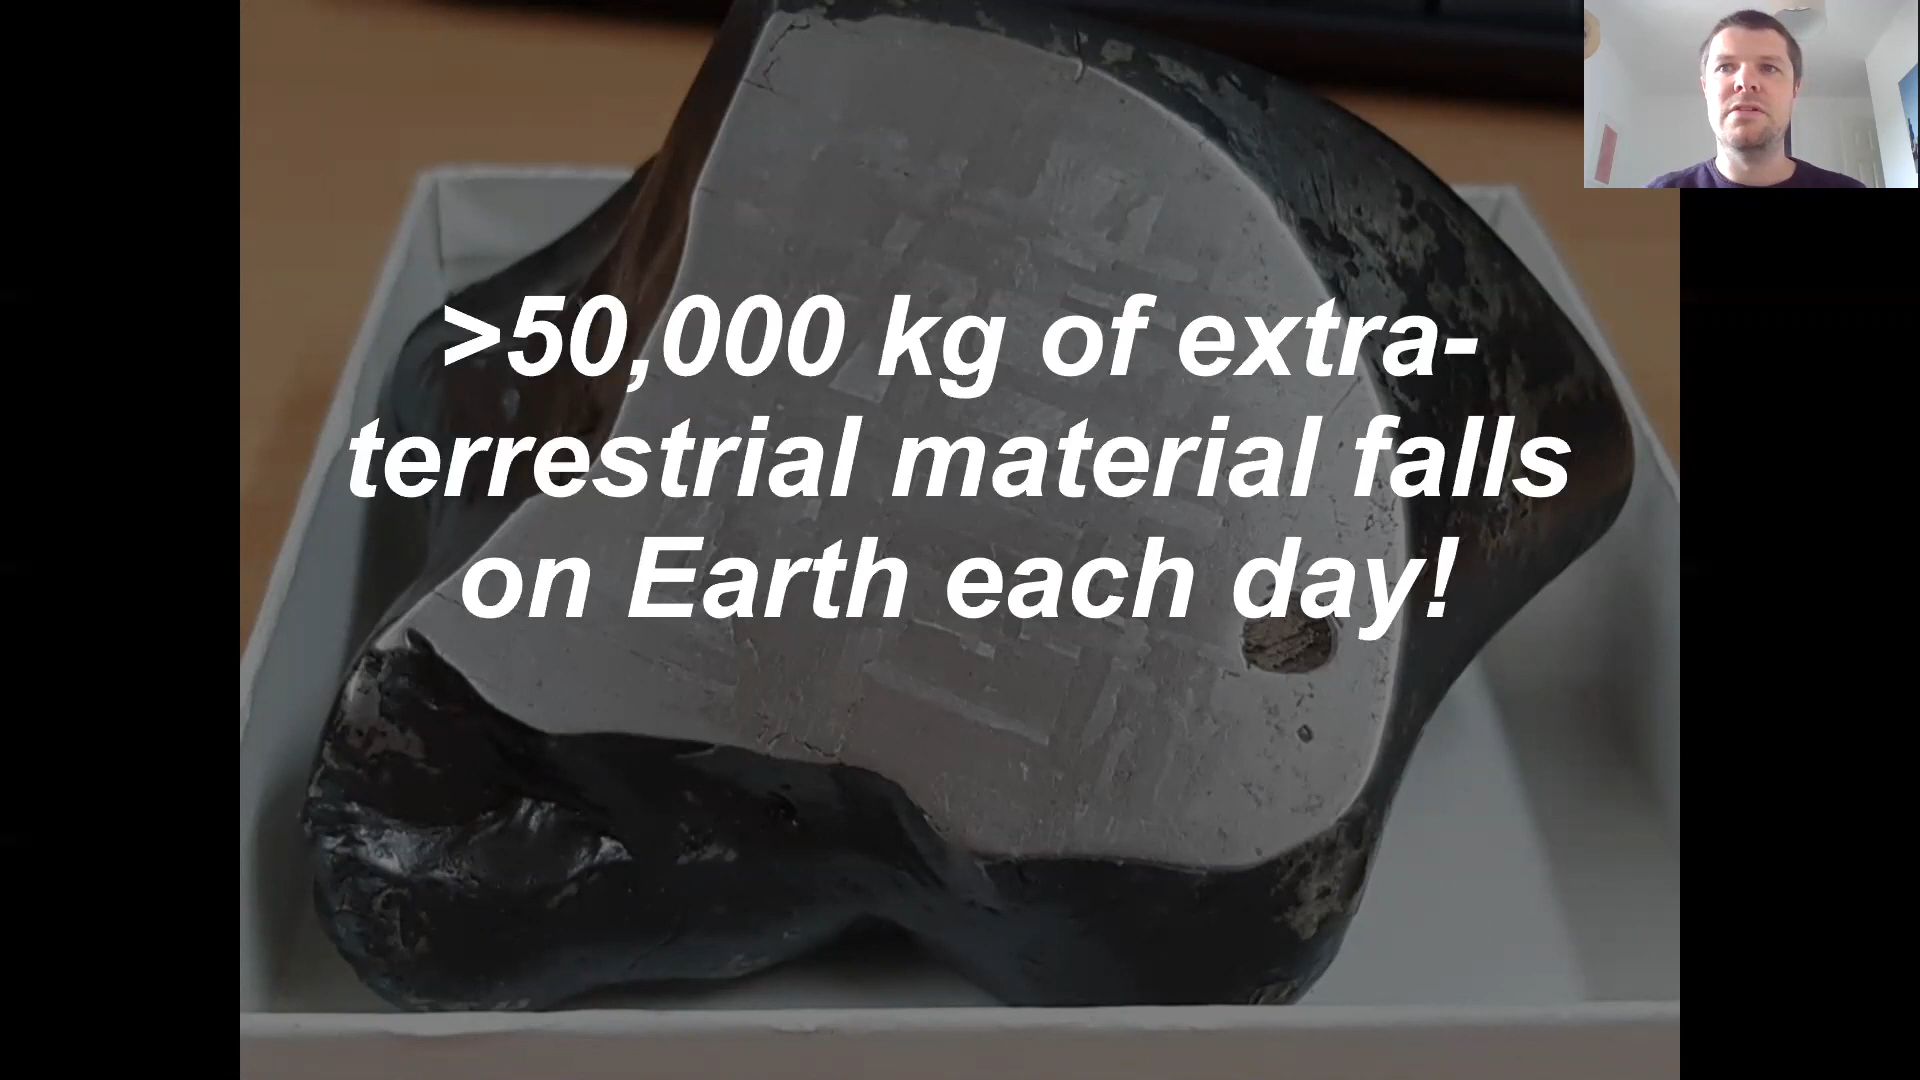 >50,000 kg of extra-
terrestrial material falls
on Earth each day!